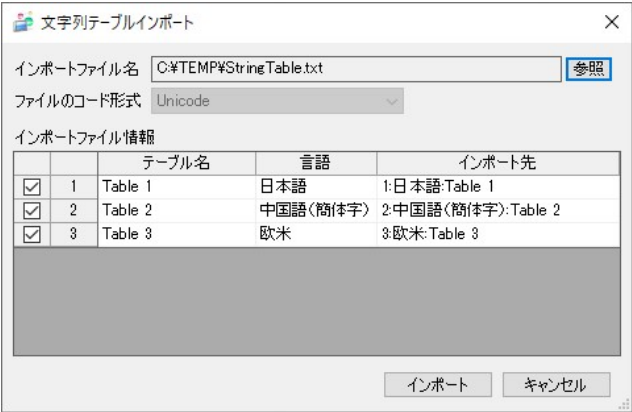 文字列テーブルインポート
インポートファイル名 C:¥TEMP¥StringTable.txt 参照
ファイルのコード形式 Unicode
インポートファイル情報
テーブル名 言語 インポート先
1 Table 1 日本語 1:日本語:Table 1
2 Table 2 中国語(簡体字) 2:中国語(簡体字):Table 2
3 Table 3 欧米 3:欧米:Table 3
インポート キャンセル